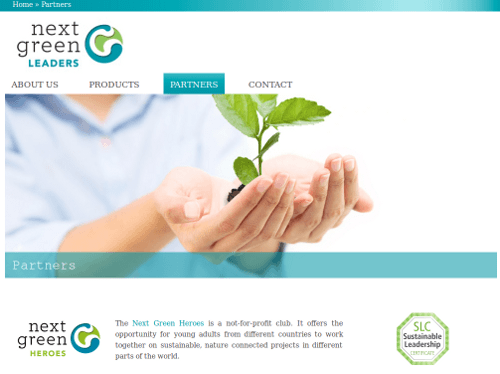 Home » Partners
next
green
LEADERS
ABOUT US PRODUCTS PARTNERS CONTACT
Partners
next
green
HEROES
The Next Green Heroes is a not-for-profit club. It offers the
opportunity for young adults from different countries to work
together on sustainable, nature connected projects in different
parts of the world.
SLC
Sustainable
Leadership
CERTIFICATE